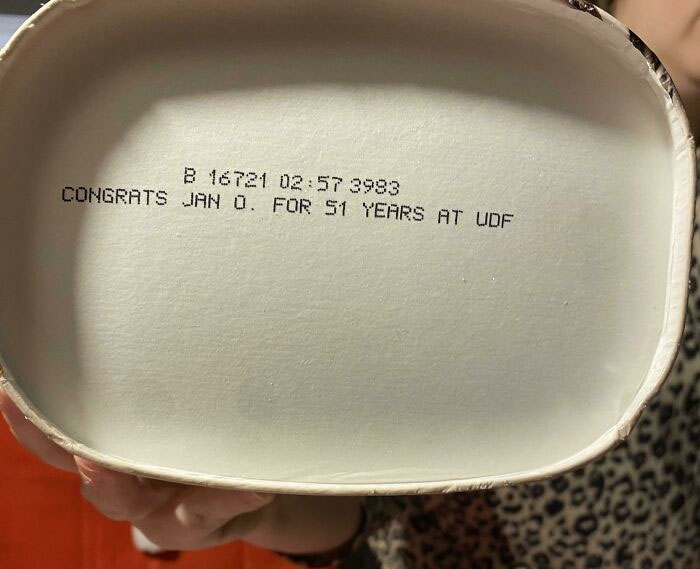 B 16721 02:57 3983
CONGRATS JAN O. FOR 51 YEARS AT UDF